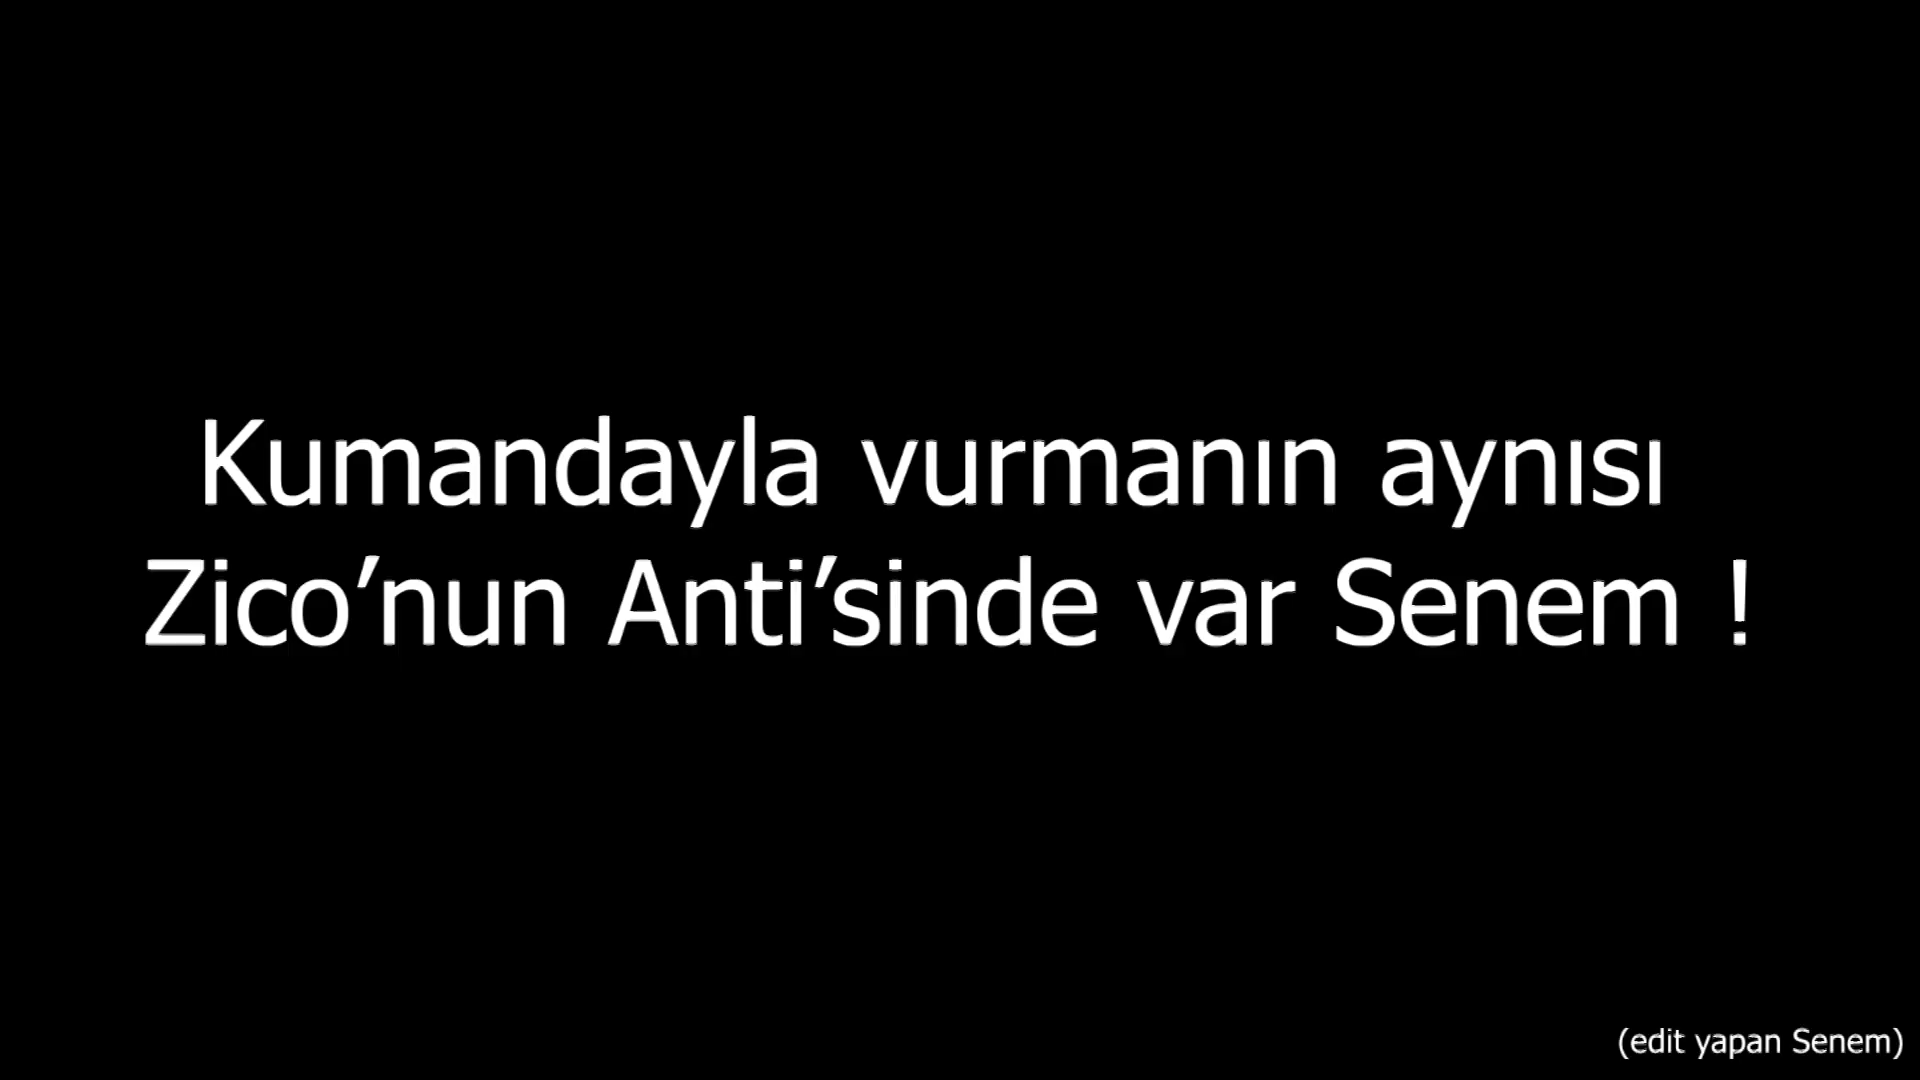 Kumandayla vurmanın aynısı
Zico’nun Anti’sinde var Senem !
(edit yapan Senem)